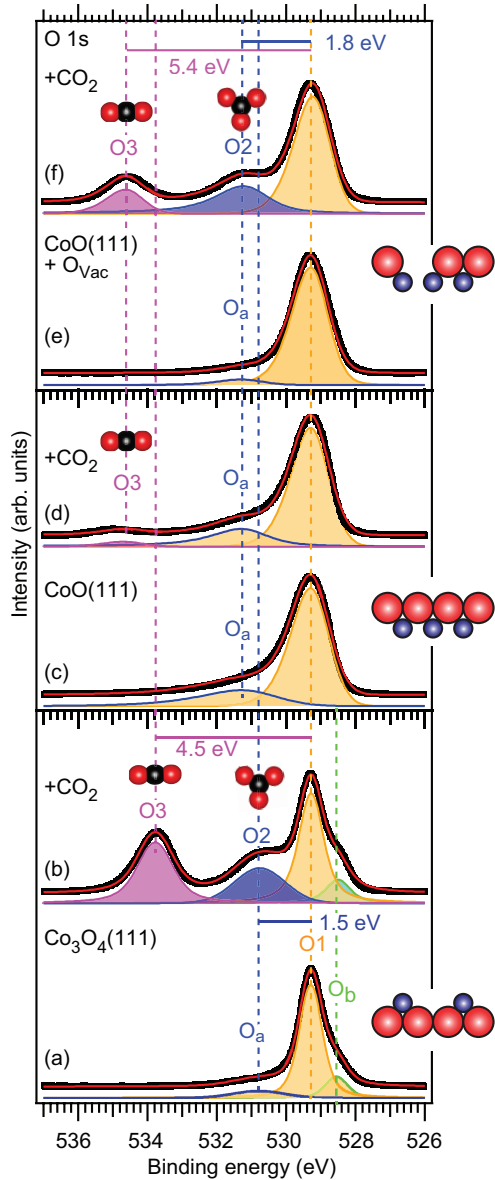 O 1s
1.8 eV
5.4 eV
+CO2
O3
O2
(f)
CoO(111)
+ OVac
Oa
(e)
+CO2
O3
Oa
(d)
CoO(111)
Oa
(c)
4.5 eV
+CO2
O3
O2
(b)
1.5 eV
Co3O4(111)
O1
Ob
Oa
(a)
536
534
532
530
528
526
Binding energy (eV)
Intensity (arb. units)